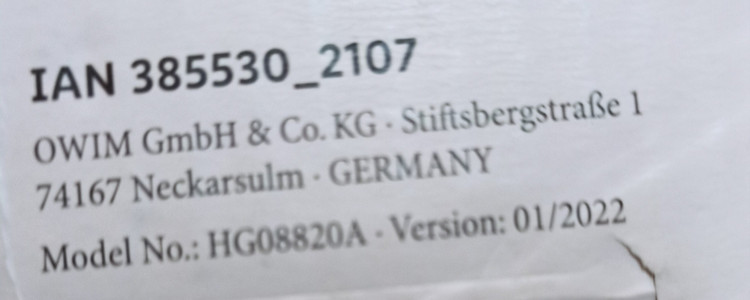 IAN 385530_2107
OWIM GmbH & Co. KG · Stiftsbergstraße 1
74167 Neckarsulm · GERMANY
Model No.: HG08820A · Version: 01/2022